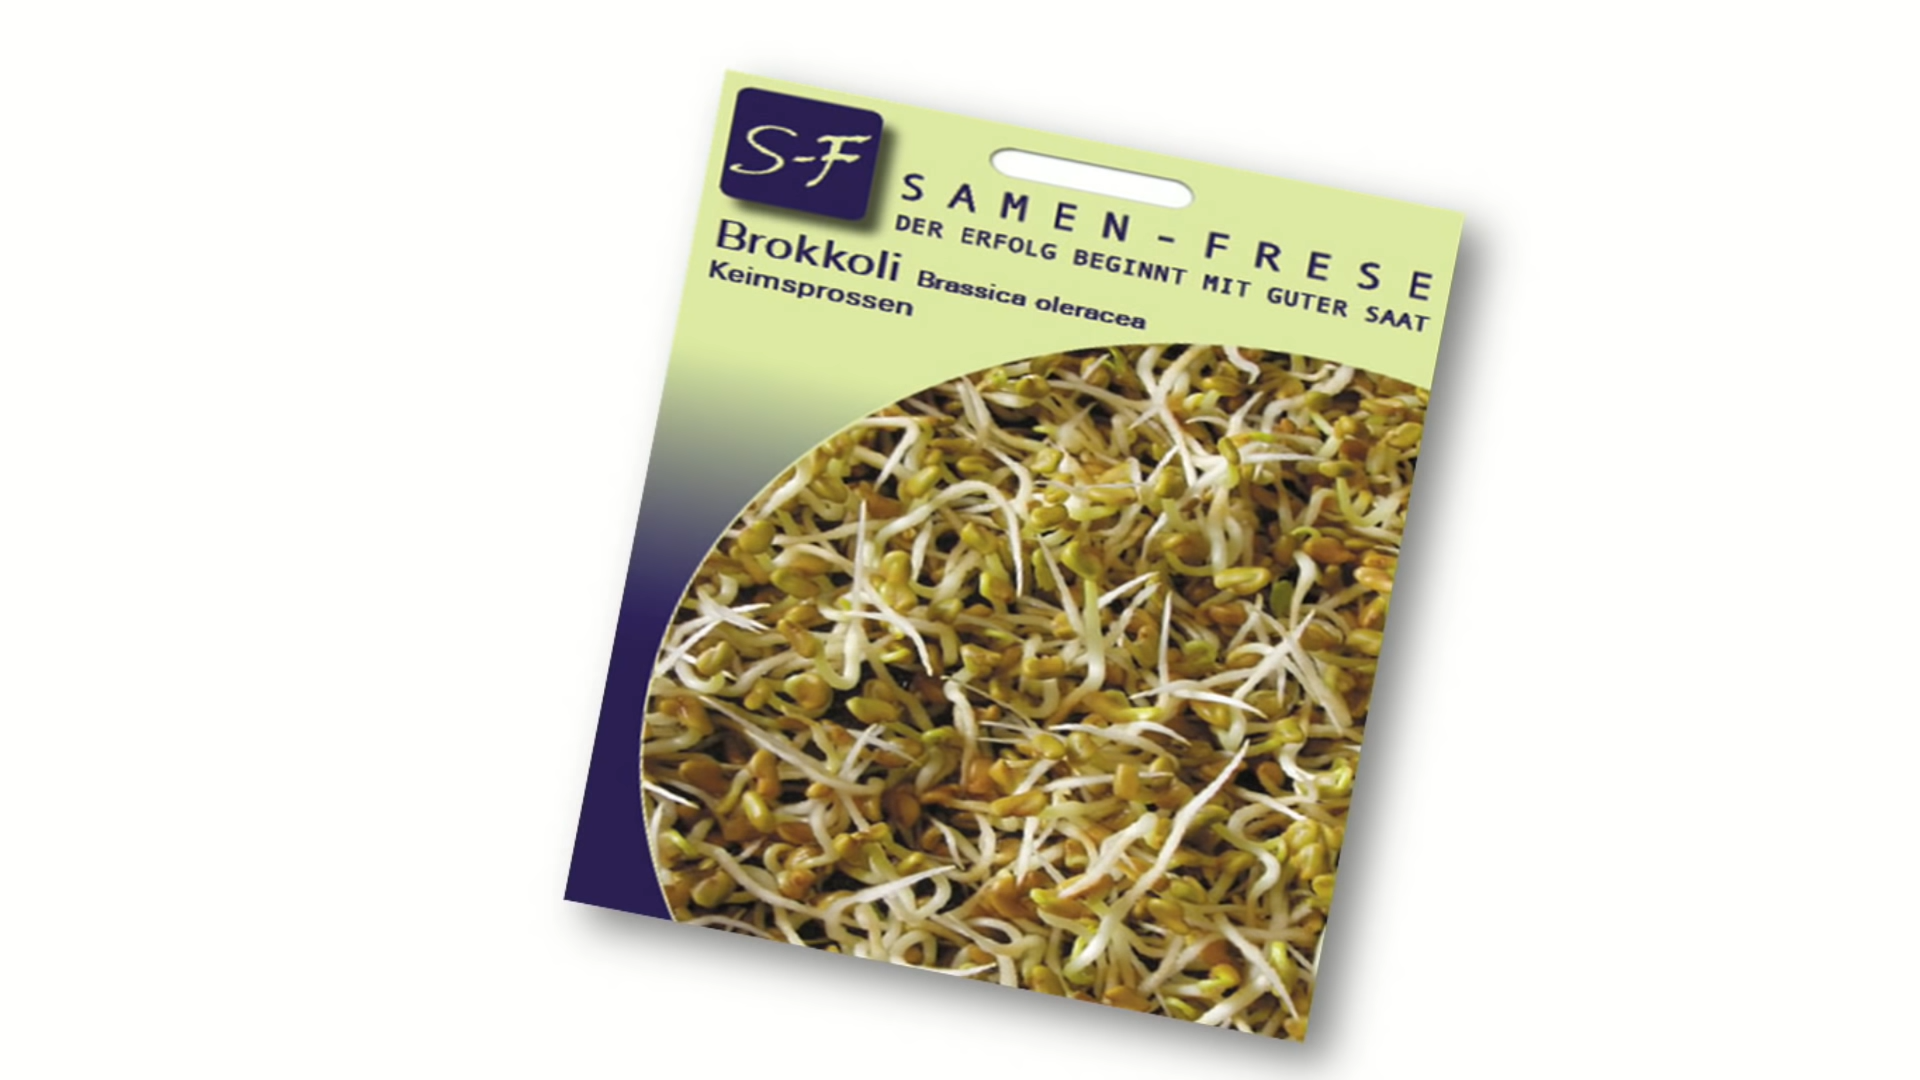 S-F
SAMEN-FRESE
DER ERFOLG BEGINNT MIT GUTER SAAT
Brokkoli Brassica oleracea
Keimsprossen